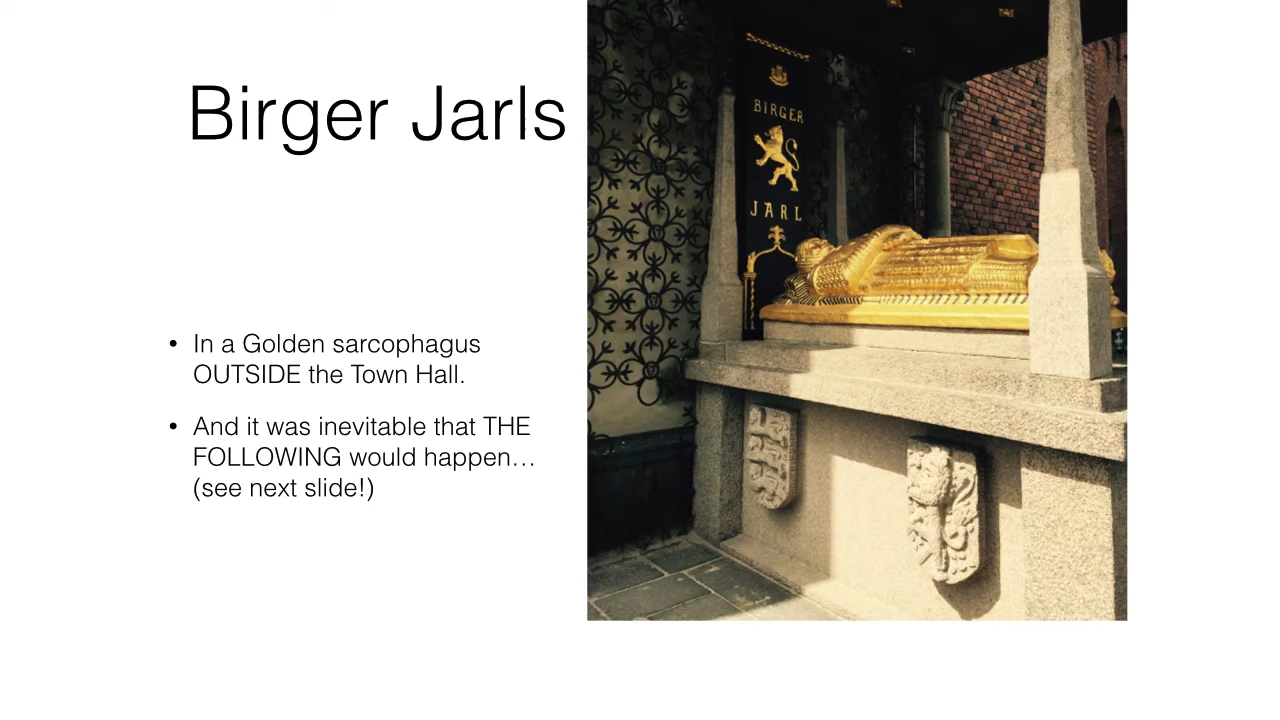 Birger Jarls
• In a Golden sarcophagus
OUTSIDE the Town Hall.
• And it was inevitable that THE
FOLLOWING would happen…
(see next slide!)
BIRGER
JARL